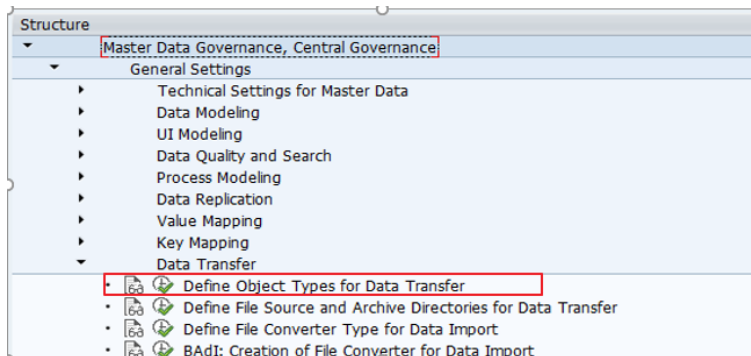 Structure
Master Data Governance, Central Governance
General Settings
Technical Settings for Master Data
Data Modeling
UI Modeling
Data Quality and Search
Process Modeling
Data Replication
Value Mapping
Key Mapping
Data Transfer
Define Object Types for Data Transfer
Define File Source and Archive Directories for Data Transfer
Define File Converter Type for Data Import
BAdI: Creation of File Converter for Data Import